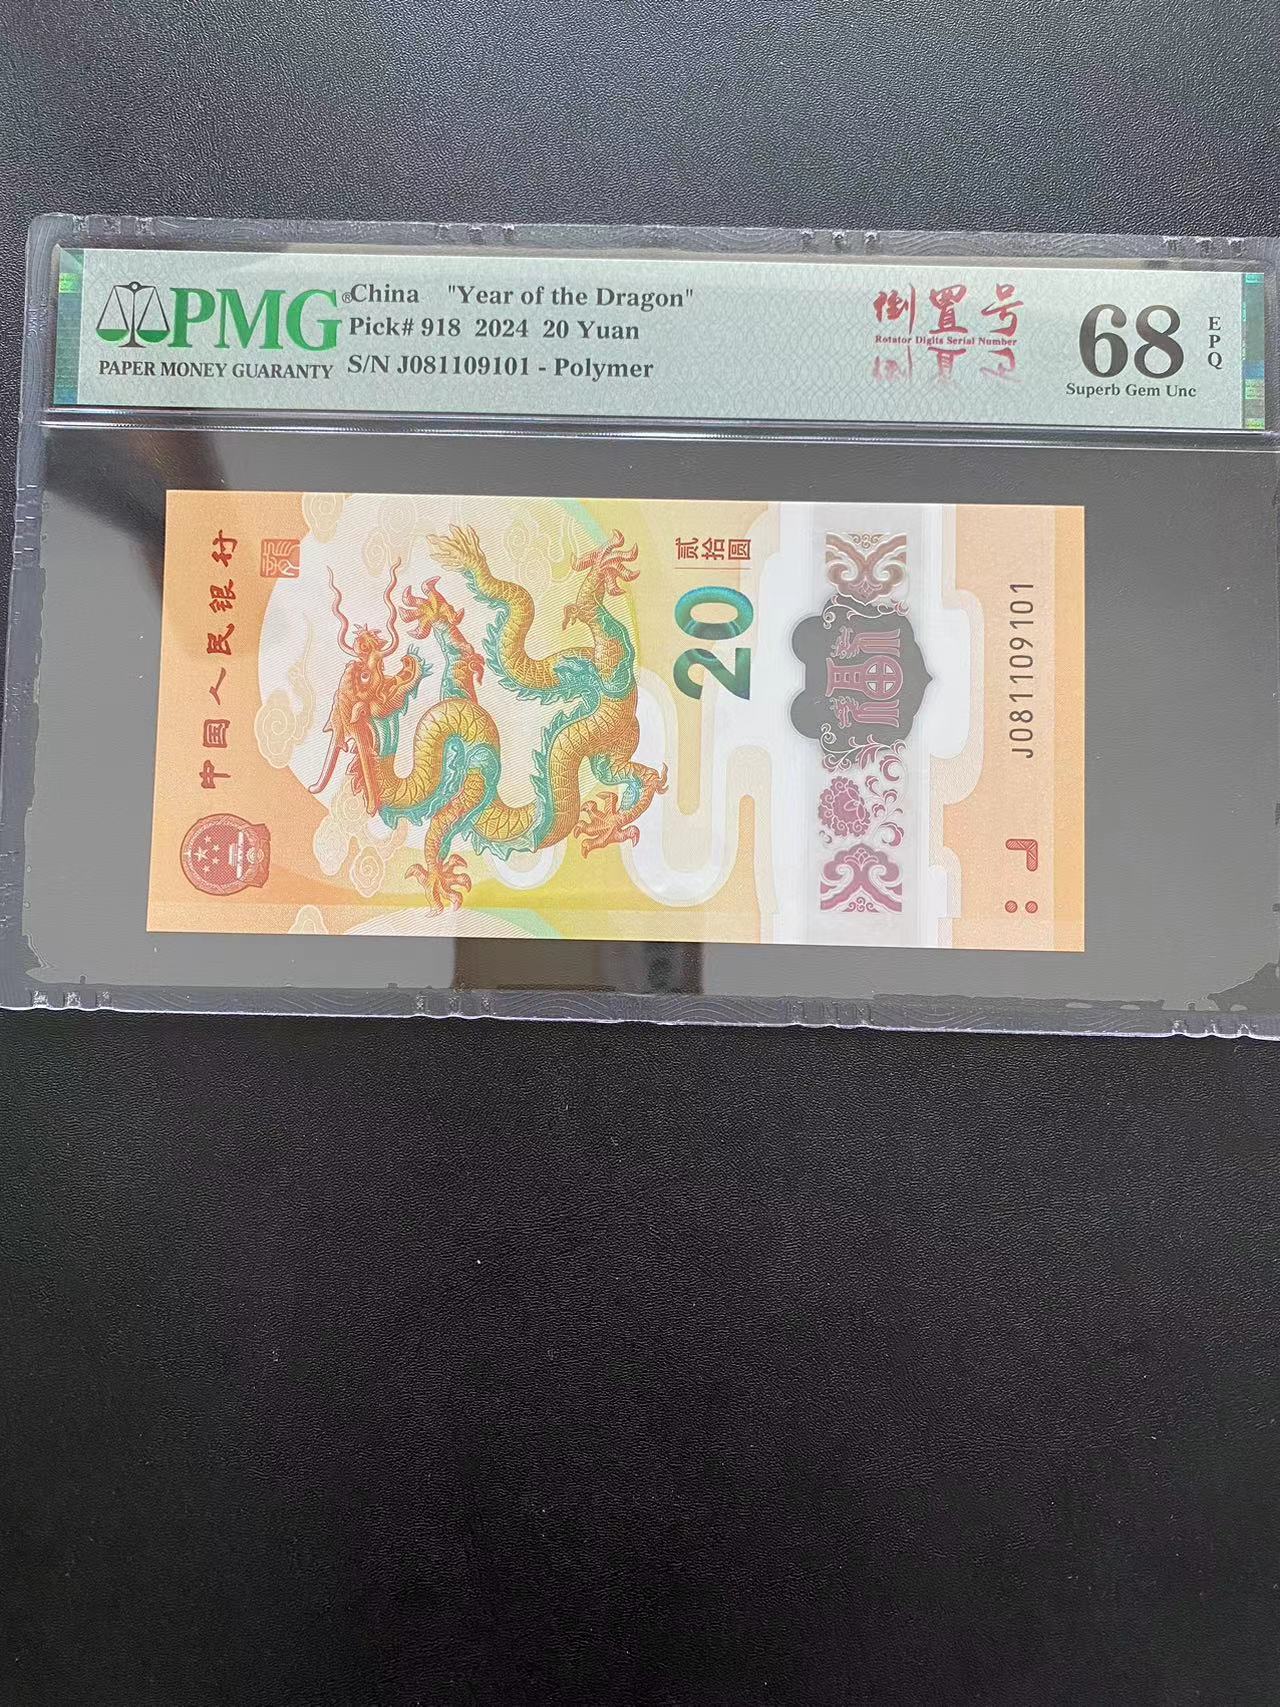 PMG®
PAPER MONEY GUARANTY
China "Year of the Dragon"
Pick# 918 2024 20 Yuan
S/N J081109101 - Polymer
倒置号
Rotator Digits Serial Number
68
EPQ
Superb Gem Unc
中国人民银行
贰拾圆
20
J081109101